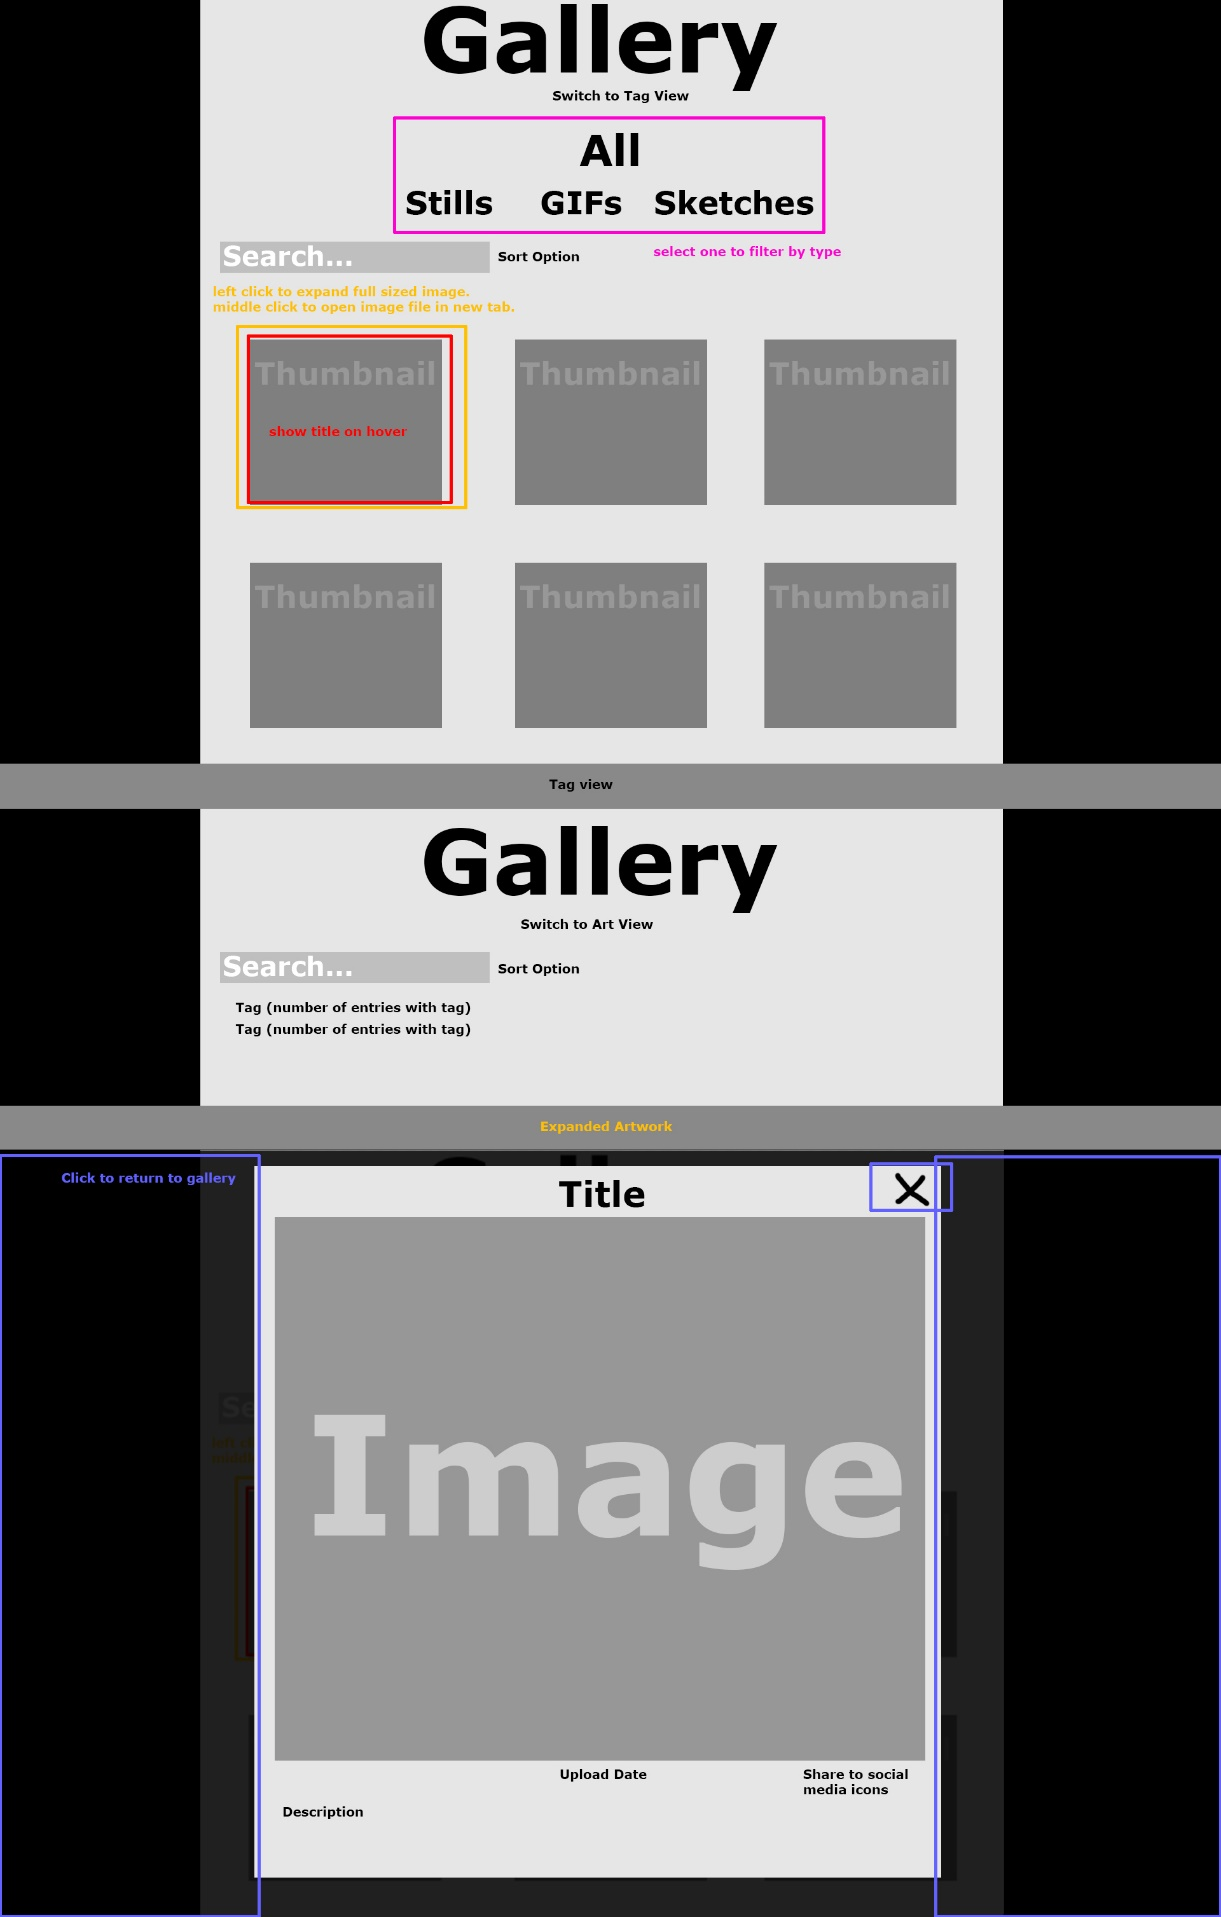 Gallery
Switch to Tag View
All
Stills GIFs Sketches
Search...
Sort Option
select one to filter by type
left click to expand full sized image.
middle click to open image file in new tab.
Thumbnail
show title on hover
Thumbnail
Thumbnail
Thumbnail
Thumbnail
Thumbnail
Tag view
Gallery
Switch to Art View
Search...
Sort Option
Tag (number of entries with tag)
Tag (number of entries with tag)
Expanded Artwork
Click to return to gallery
Title
X
Se
left cl
middl
Image
Upload Date
Share to social
media icons
Description